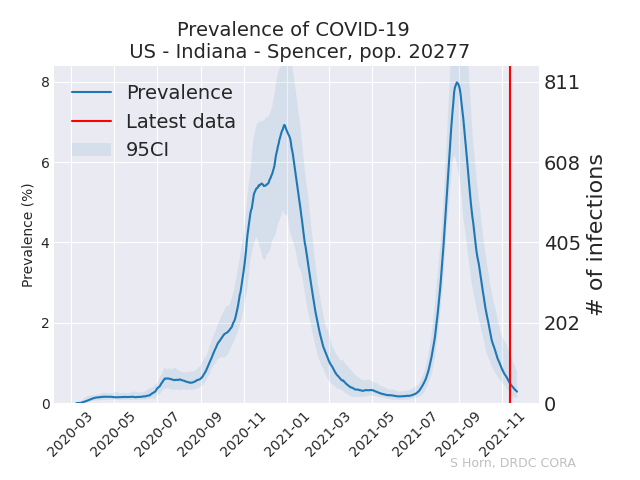 Prevalence of COVID-19
US - Indiana - Spencer, pop. 20277
Prevalence
Latest data
95CI
8
6
4
2
0
Prevalence (%)
811
608
405
202
0
# of infections
2020-03
2020-05
2020-07
2020-09
2020-11
2021-01
2021-03
2021-05
2021-07
2021-09
2021-11
S Horn, DRDC CORA